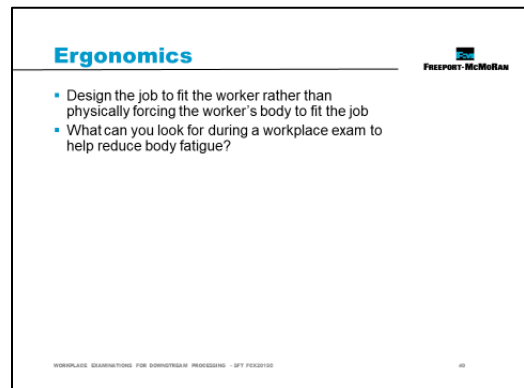 Ergonomics
FREEPORT-MCMORAN
Design the job to fit the worker rather than
physically forcing the worker's body to fit the job
What can you look for during a workplace exam to
help reduce body fatigue?
WORKPLACE EXAMINATIONS FOR DOWNSTREAM PROCESSING - SFT